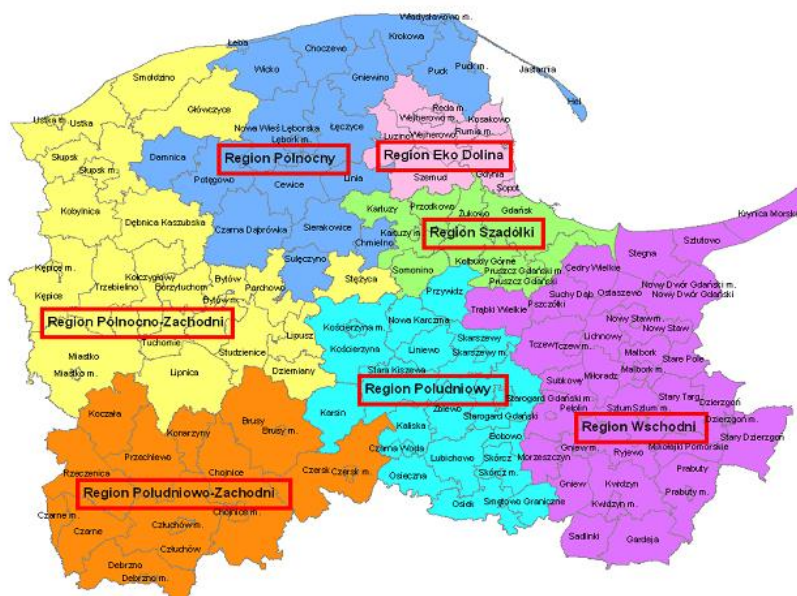 Władysławowo m.
Krokowa
Łeba
Choczewo
Wicko
Gniewino
Puck
Puck m.
Jastarnia
Hel
Smołdzino
Główczyce
Ustka m.
Ustka
Reda m.
Wejherowo m.
Kosakowo
Nowa Wieś Lęborska
Łęczyce
Luzino
Wejherowo
Rumia m.
Lębork m.
Słupsk
Słupsk m.
Damnica
Region Północny
Region Eko Dolina
Potęgowo
Cewice
Linia
Szemud
Gdynia
Sopot
Kobylnica
Dębnica Kaszubska
Kartuzy
Przodkowo
Żukowo
Gdańsk
Krynica Morska
Czarna Dąbrówka
Sierakowice
Kartuzy m.
Region Szadółki
Chmielno
Stegna
Sztutowo
Sulęczyno
Kolbudy Górne
Somonino
Pruszcz Gdański m.
Pruszcz Gdański
Cedry Wielkie
Kępice m.
Kępice
Kołczygłowy
Trzebielino
Borzytuchom
Bytów
Bytów m.
Parchowo
Stężyca
Przywidz
Suchy Dąb
Ostaszewo
Nowy Dwór Gdański m.
Nowy Dwór Gdański
Pszczółki
Trąbki Wielkie
Region Północno-Zachodni
Kościerzyna m.
Nowa Karczma
Skarszewy
Nowy Staw m.
Nowy Staw
Tuchomie
Lipusz
Kościerzyna
Liniewo
Skarszewy m.
Tczew
Tczew m.
Lichnowy
Malbork
Malbork m.
Stare Pole
Miastko
Miastko m.
Studzienice
Lipnica
Dziemiany
Stara Kiszewa
Subkowy
Miłoradz
Region Południowy
Starogard Gdański m.
Pelplin
Sztum
Sztum m.
Stary Targ
Dzierzgoń
Dzierzgoń m.
Koczała
Karsin
Zblewo
Starogard Gdański
Region Wschodni
Brusy
Brusy m.
Konarzyny
Kaliska
Bobowo
Stary Dzierzgoń
Mikołajki Pomorskie
Przechlewo
Chojnice
Czersk
Czersk m.
Czarna Woda
Lubichowo
Skórcz
Skórcz m.
Morzeszczyn
Gniew m.
Ryjewo
Prabuty
Rzeczenica
Osieczna
Gniew
Kwidzyn
Kwidzyn m.
Prabuty m.
Region Południowo-Zachodni
Osiek
Smętowo Graniczne
Czarne m.
Czarne
Chojnice m.
Człuchów m.
Człuchów
Sadlinki
Gardeja
Debrzno
Debrzno m.